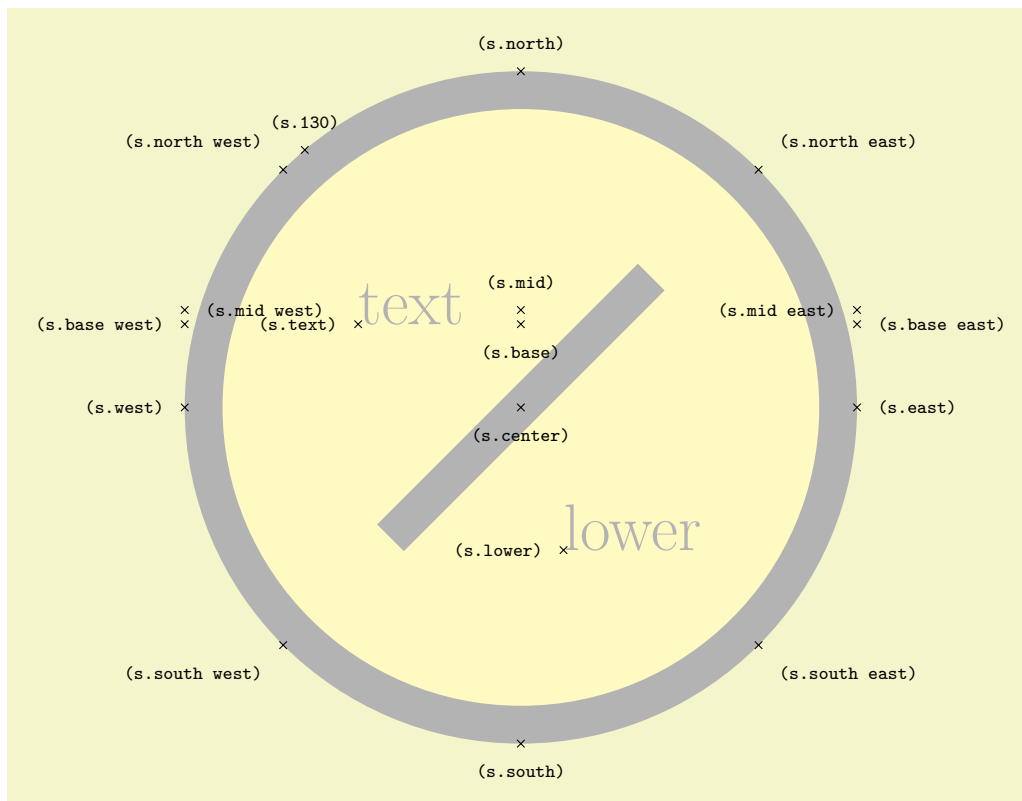 (s.north)
(s.130)
(s.north west)
(s.north east)
(s.mid)
text
(s.mid west)
(s.mid east)
(s.base west)
(s.text)
(s.base east)
(s.base)
(s.west)
(s.east)
(s.center)
lower
(s.lower)
(s.south west)
(s.south east)
(s.south)